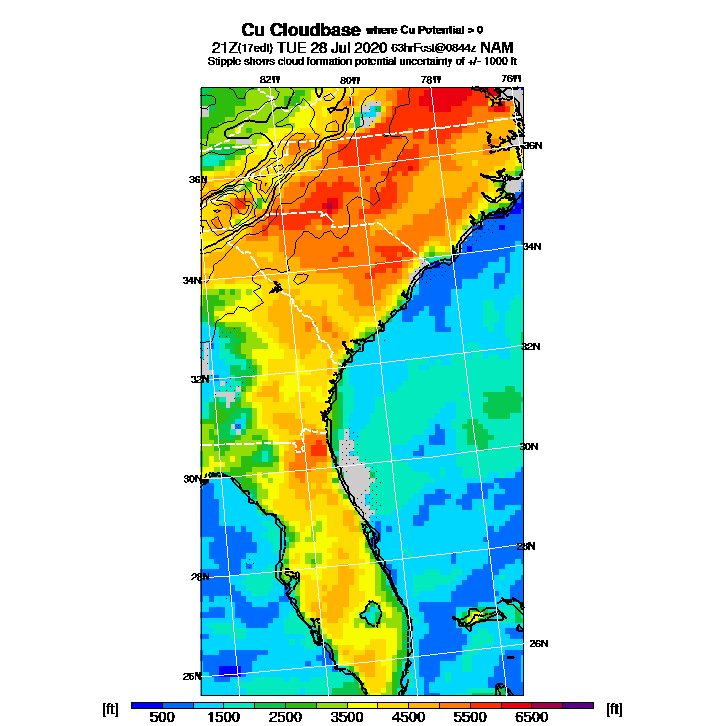 Cu Cloudbase where Cu Potential > 0
21Z(17edt) TUE 28 Jul 2020 63hrFcst@0844z NAM
Stipple shows cloud formation potential uncertainty of +/- 1000 ft
82W 80W 78W 76W
36N
36N
34N
34N
32N
32N
30N
30N
28N
28N
26N
26N
[ft] 500 1500 2500 3500 4500 5500 6500 [ft]